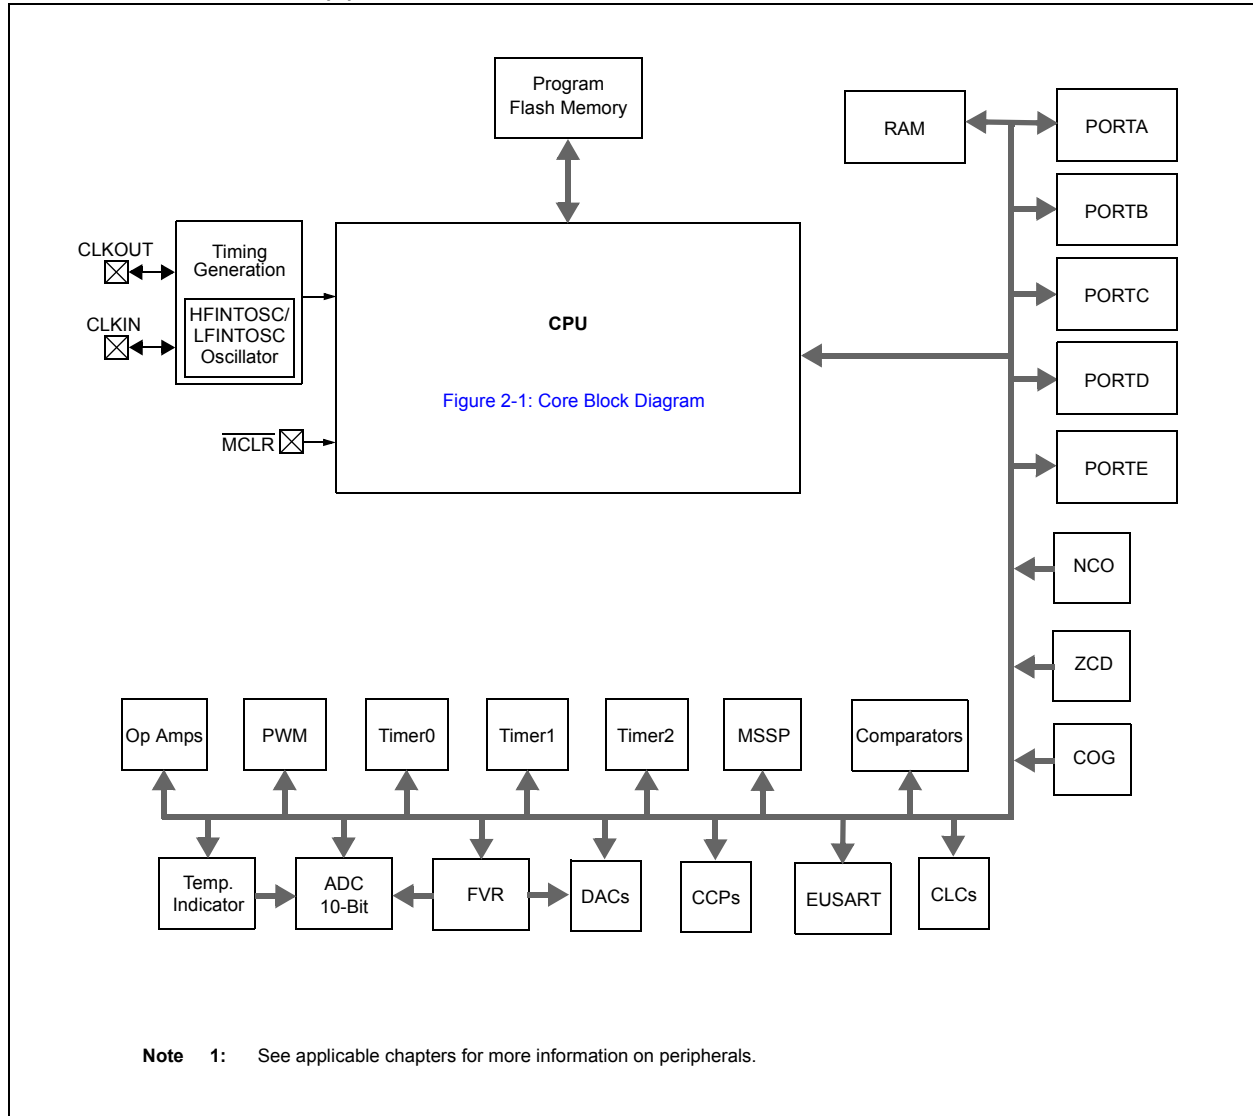 Program
Flash Memory
RAM
PORTA
PORTB
PORTC
PORTD
PORTE
CLKOUT
CLKIN
Timing
Generation
HFINTOSC/
LFINTOSC
Oscillator
MCLR
CPU
Figure 2-1: Core Block Diagram
NCO
ZCD
COG
Op Amps
PWM
Timer0
Timer1
Timer2
MSSP
Comparators
Temp.
Indicator
ADC
10-Bit
FVR
DACs
CCPs
EUSART
CLCs
Note 1: See applicable chapters for more information on peripherals.